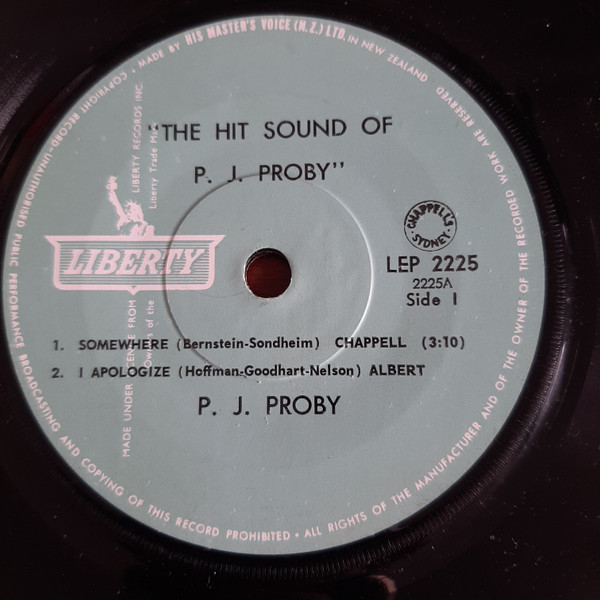 COPYRIGHT RECORD-UNAUTHORISED PUBLIC PERFORMANCE BROADCASTING AND COPYING OF THIS RECORD PROHIBITED • ALL RIGHTS OF THE MANUFACTURER AND OF THE OWNER OF THE RECORDED WORK ARE RESERVED
• MADE BY HIS MASTER'S VOICE (N.Z.) LTD. IN NEW ZEALAND
"THE HIT SOUND OF
P. J. PROBY"
LIBERTY
MADE UNDER LICENCE FROM LIBERTY RECORDS INC.
Owners of the Liberty Trade
CHAPPELL'S
SYDNEY
LEP 2225
2225A
Side 1
1. SOMEWHERE (Bernstein-Sondheim) CHAPPELL (3:10)
2. I APOLOGIZE (Hoffman-Goodhart-Nelson) ALBERT
P. J. PROBY